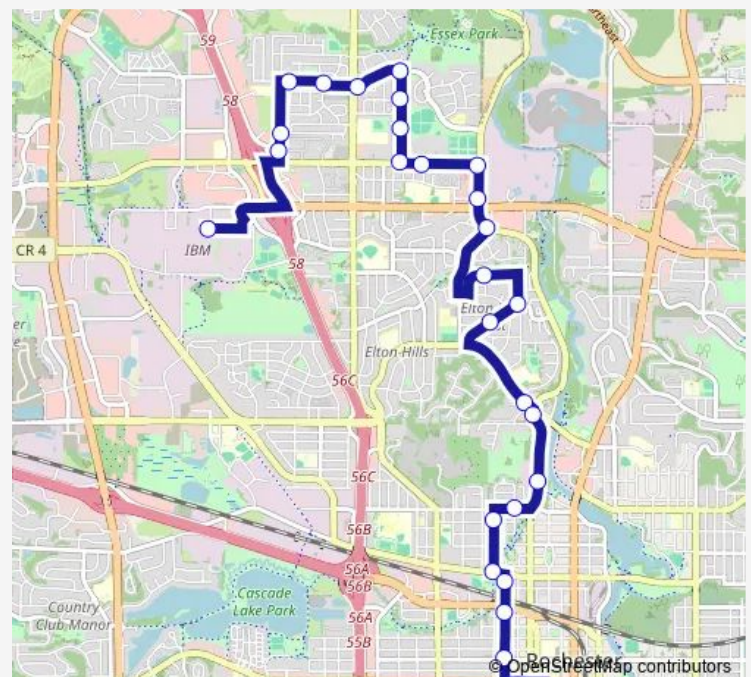 59
Essex Park
58
IBM
CR 4
58
Elton
Elton Hills
56C
56C
56B
56A
56B
Cascade
Lake Park
Country
Club Manor
56A
55B
Rochester
© OpenStreetMap contributors